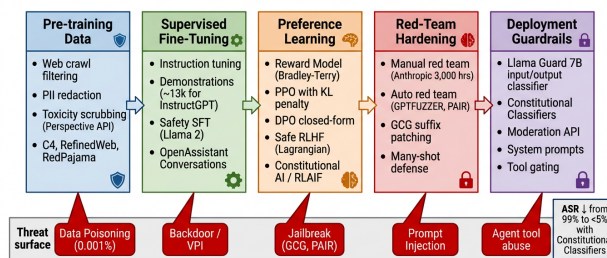 Pre-training
Data
• Web crawl
filtering
• PII redaction
• Toxicity scrubbing
(Perspective API)
• C4, RefinedWeb,
RedPajama
Supervised
Fine-Tuning
• Instruction tuning
• Demonstrations
(~13k for
InstructGPT)
• Safety SFT
(Llama 2)
• OpenAssistant
Conversations
Preference
Learning
• Reward Model
(Bradley-Terry)
• PPO with KL
penalty
• DPO closed-form
• Safe RLHF
(Lagrangian)
• Constitutional
AI / RLAIF
Red-Team
Hardening
• Manual red team
(Anthropic 3,000 hrs)
• Auto red team
(GPTFUZZER, PAIR)
• GCG suffix
patching
• Many-shot
defense
Deployment
Guardrails
• Llama Guard 7B
input/output
classifier
• Constitutional
Classifiers
• Moderation API
• System prompts
• Tool gating
Threat
surface
Data Poisoning
(0.001%)
Backdoor /
VPI
Jailbreak
(GCG, PAIR)
Prompt
Injection
Agent tool
abuse
ASR ↓ from
99% to <5%
with
Constitutional
Classifiers